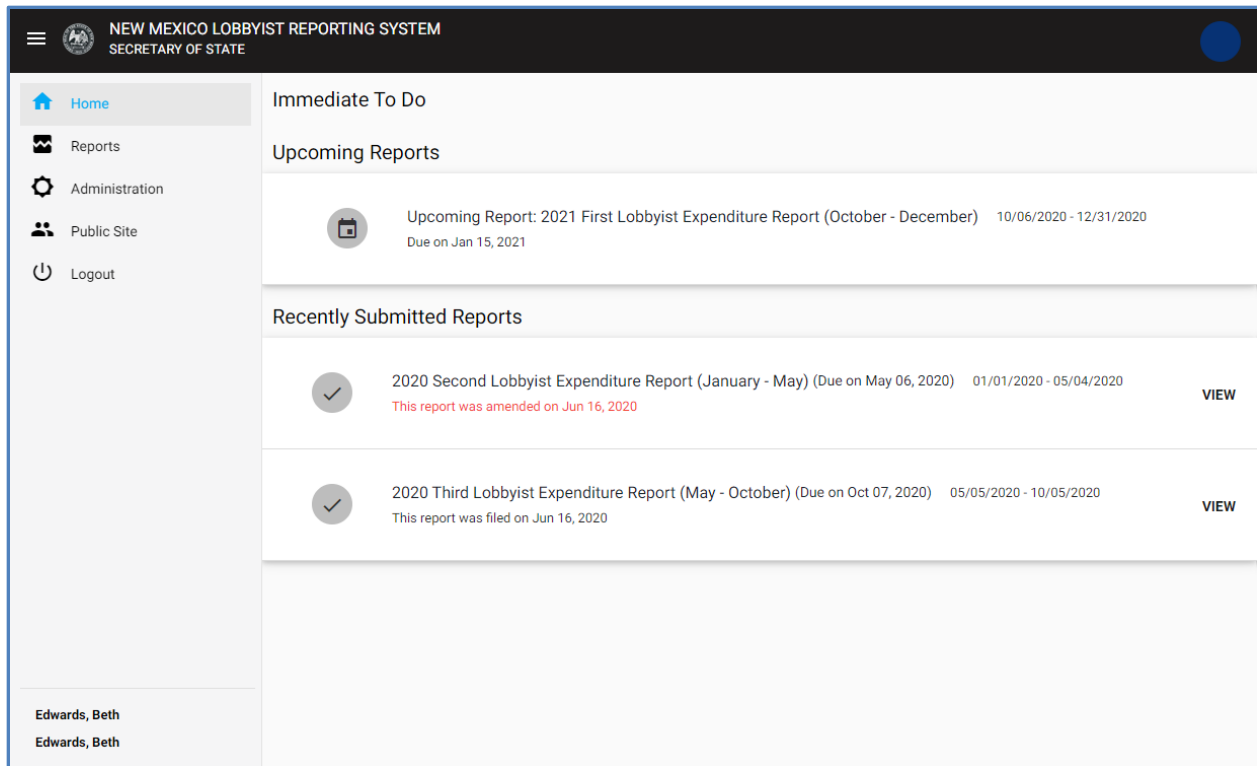 NEW MEXICO LOBBYIST REPORTING SYSTEM
SECRETARY OF STATE
Home
Reports
Administration
Public Site
Logout
Edwards, Beth
Edwards, Beth
Immediate To Do
Upcoming Reports
Upcoming Report: 2021 First Lobbyist Expenditure Report (October - December) 10/06/2020 - 12/31/2020
Due on Jan 15, 2021
Recently Submitted Reports
2020 Second Lobbyist Expenditure Report (January - May) (Due on May 06, 2020) 01/01/2020 - 05/04/2020
This report was amended on Jun 16, 2020
VIEW
2020 Third Lobbyist Expenditure Report (May - October) (Due on Oct 07, 2020) 05/05/2020 - 10/05/2020
This report was filed on Jun 16, 2020
VIEW